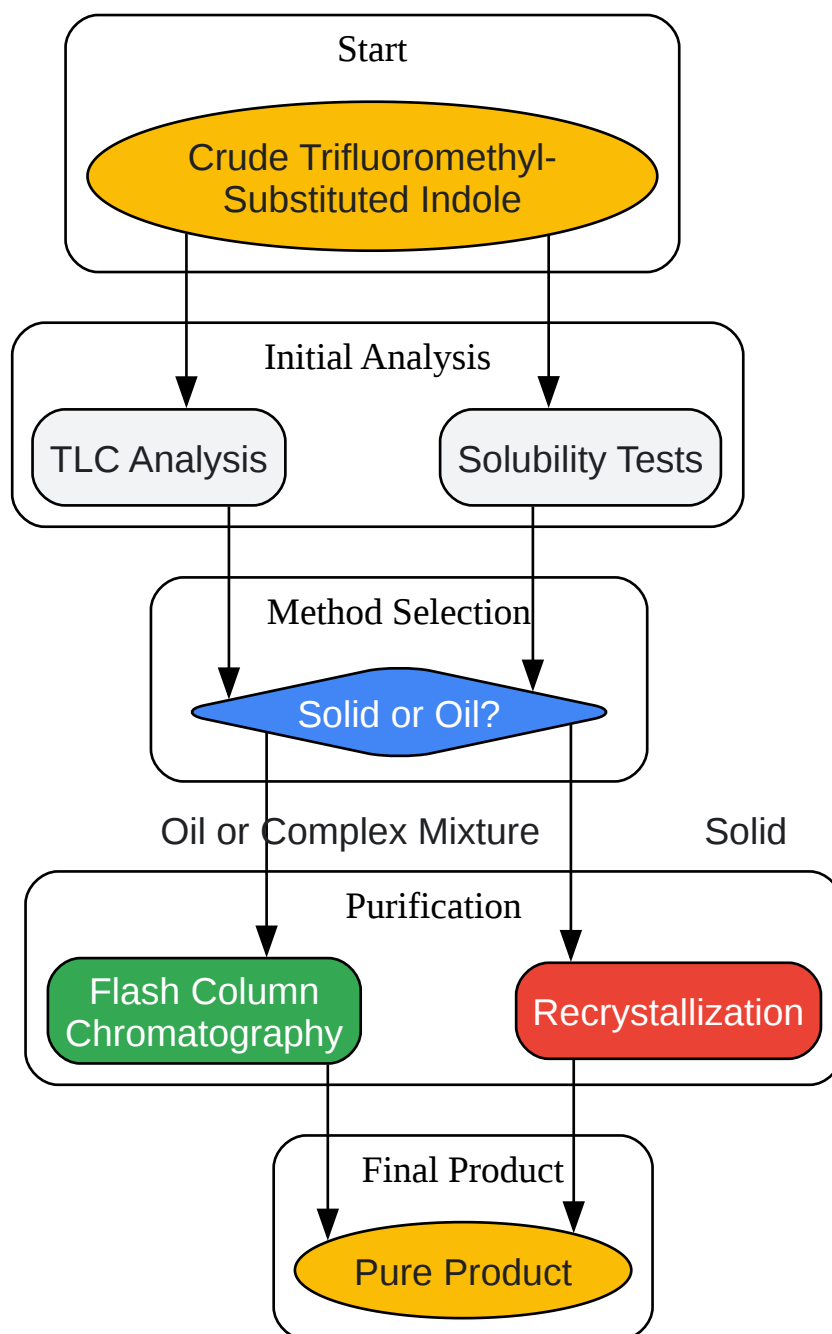 Start
Crude Trifluoromethyl-
Substituted Indole
Initial Analysis
TLC Analysis
Solubility Tests
Method Selection
Solid or Oil?
Oil or Complex Mixture
Solid
Purification
Flash Column
Chromatography
Recrystallization
Final Product
Pure Product